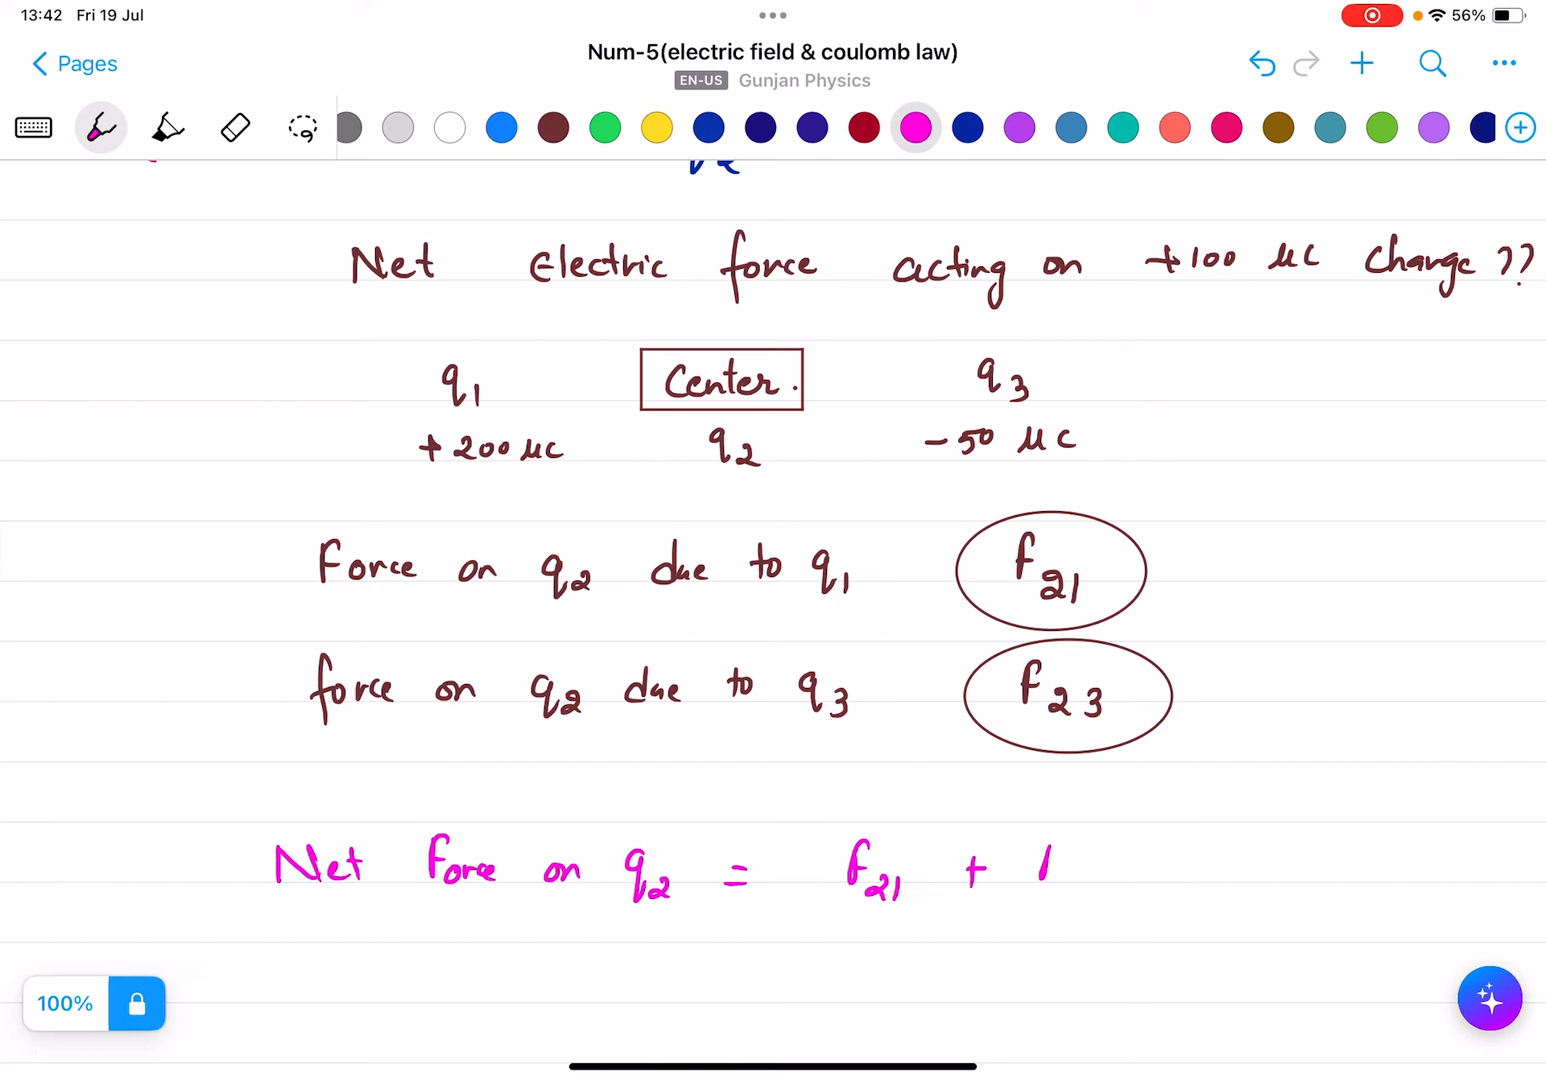 13:42 Fri 19 Jul
56%
Pages
Num-5(electric field & coulomb law)
EN-US Gunjan Physics
Net Electric force acting on +100 μC Charge ??
q1 Center. q3
+200 μC q2 -50 μC
Force on q2 due to q1 F21
force on q2 due to q3 F23
Net Force on q2 = F21 +
100%